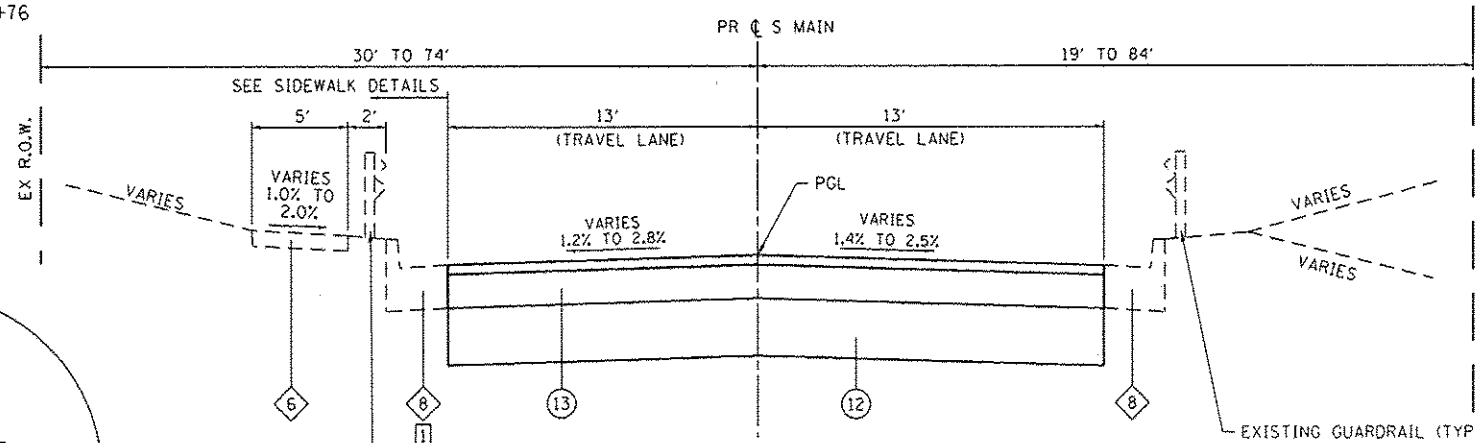 +76
PR ℄ S MAIN
30' TO 74'
19' TO 84'
SEE SIDEWALK DETAILS
5'
2'
13'
(TRAVEL LANE)
13'
(TRAVEL LANE)
EX R.O.W.
VARIES
VARIES
1.0% TO
2.0%
PGL
VARIES
1.2% TO 2.8%
VARIES
1.4% TO 2.5%
VARIES
VARIES
6
8
1
13
12
8
EXISTING GUARDRAIL (TYP